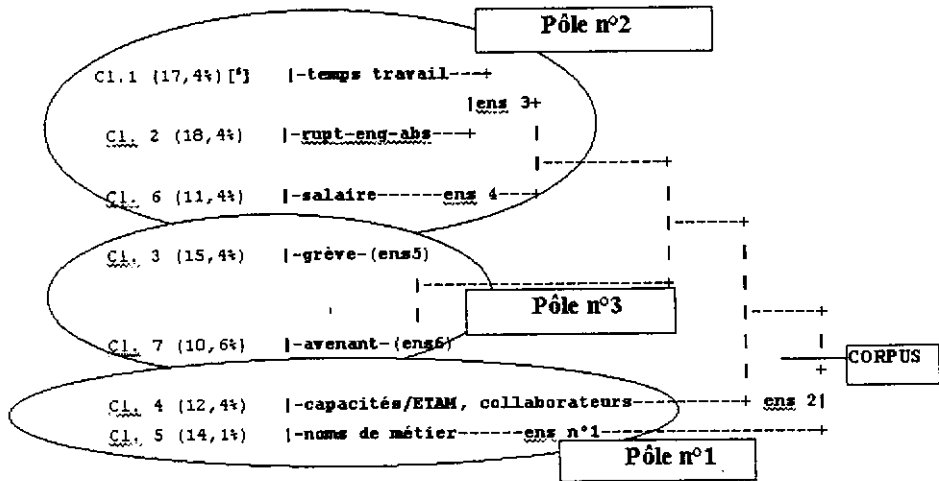 Pôle n°2
Cl.1 (17,4%)[⁶] |-temps travail---+
|ens 3+
Cl. 2 (18,4%) |-rupt-eng-abs----+ |
|-----------+
Cl. 6 (11,4%) |-salaire------ens 4---+ |
|-------+
Cl. 3 (15,4%) |-grève-(ens5) | |
|-----------------------+ |
Pôle n°3
| |-------+
Cl. 7 (10,6%) |-avenant-(ens6) | |
CORPUS
| +
Cl. 4 (12,4%) |-capacités/ETAM, collaborateurs-----------+ ens 2|
Cl. 5 (14,1%) |-noms de métier------ens n°1---------------------+
Pôle n°1